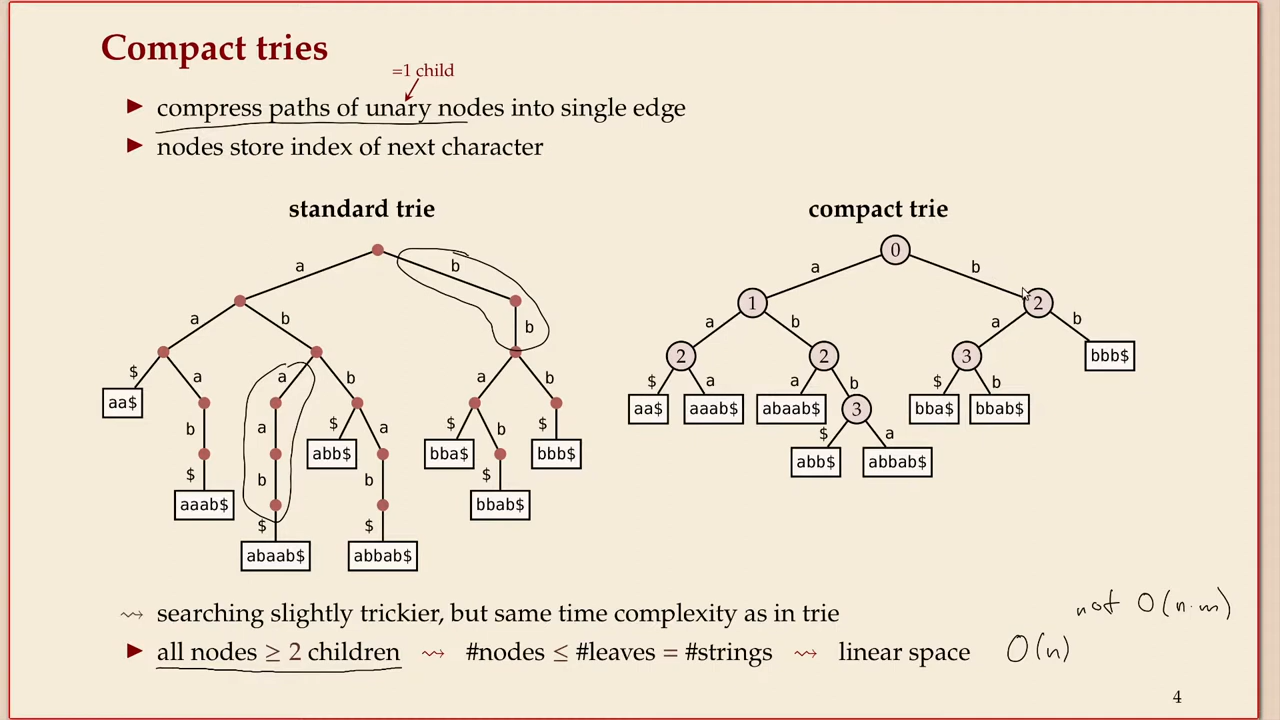 Compact tries
=1 child
► compress paths of unary nodes into single edge
► nodes store index of next character
standard trie compact trie
0
a b a b
1 2
a b b a b a b
2 2 3 bbb$
$ a a b a b $ a a b $ b
aa$ aa$ aaab$ abaab$ 3 bba$ bbab$
b a $ a $ b $ $ a
abb$ bba$ bbb$ abb$ abbab$
$ b b $
aaab$ bbab$
$ $
abaab$ abbab$
⇝ searching slightly trickier, but same time complexity as in trie
not O(n·m)
► all nodes ≥ 2 children ⇝ #nodes ≤ #leaves = #strings ⇝ linear space O(n)
4